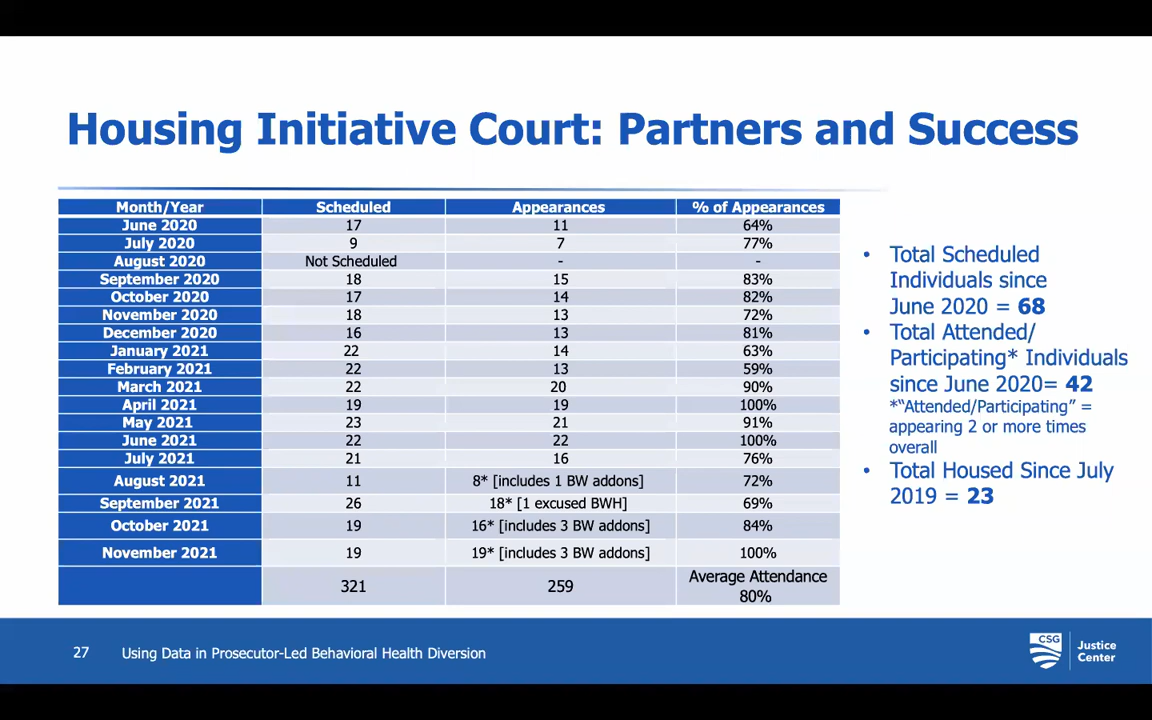 Housing Initiative Court: Partners and Success
Month/Year Scheduled Appearances % of Appearances
June 2020 17 11 64%
July 2020 9 7 77%
August 2020 Not Scheduled - -
September 2020 18 15 83%
October 2020 17 14 82%
November 2020 18 13 72%
December 2020 16 13 81%
January 2021 22 14 63%
February 2021 22 13 59%
March 2021 22 20 90%
April 2021 19 19 100%
May 2021 23 21 91%
June 2021 22 22 100%
July 2021 21 16 76%
August 2021 11 8* [includes 1 BW addons] 72%
September 2021 26 18* [1 excused BWH] 69%
October 2021 19 16* [includes 3 BW addons] 84%
November 2021 19 19* [includes 3 BW addons] 100%
321 259 Average Attendance
80%
• Total Scheduled
Individuals since
June 2020 = 68
• Total Attended/
Participating* Individuals
since June 2020= 42
*“Attended/Participating” =
appearing 2 or more times
overall
• Total Housed Since July
2019 = 23
27 Using Data in Prosecutor-Led Behavioral Health Diversion
CSG
Justice
Center